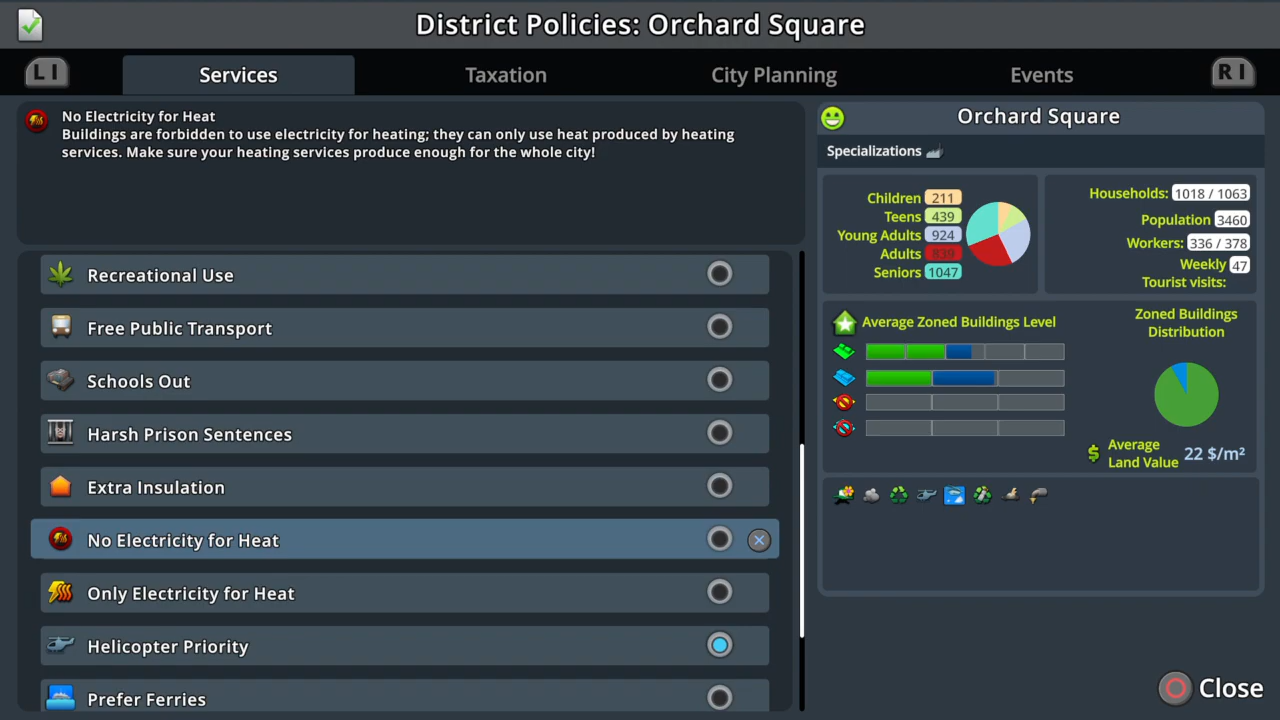 District Policies: Orchard Square
L1
Services
Taxation
City Planning
Events
R1
No Electricity for Heat
Buildings are forbidden to use electricity for heating; they can only use heat produced by heating
services. Make sure your heating services produce enough for the whole city!
Recreational Use
Free Public Transport
Schools Out
Harsh Prison Sentences
Extra Insulation
No Electricity for Heat
Only Electricity for Heat
Helicopter Priority
Prefer Ferries
Orchard Square
Specializations
Children 211
Teens 439
Young Adults 924
Adults 839
Seniors 1047
Households: 1018 / 1063
Population 3460
Workers: 336 / 378
Weekly 47
Tourist visits:
Average Zoned Buildings Level
Zoned Buildings
Distribution
$ Average
Land Value 22 $/m²
Close